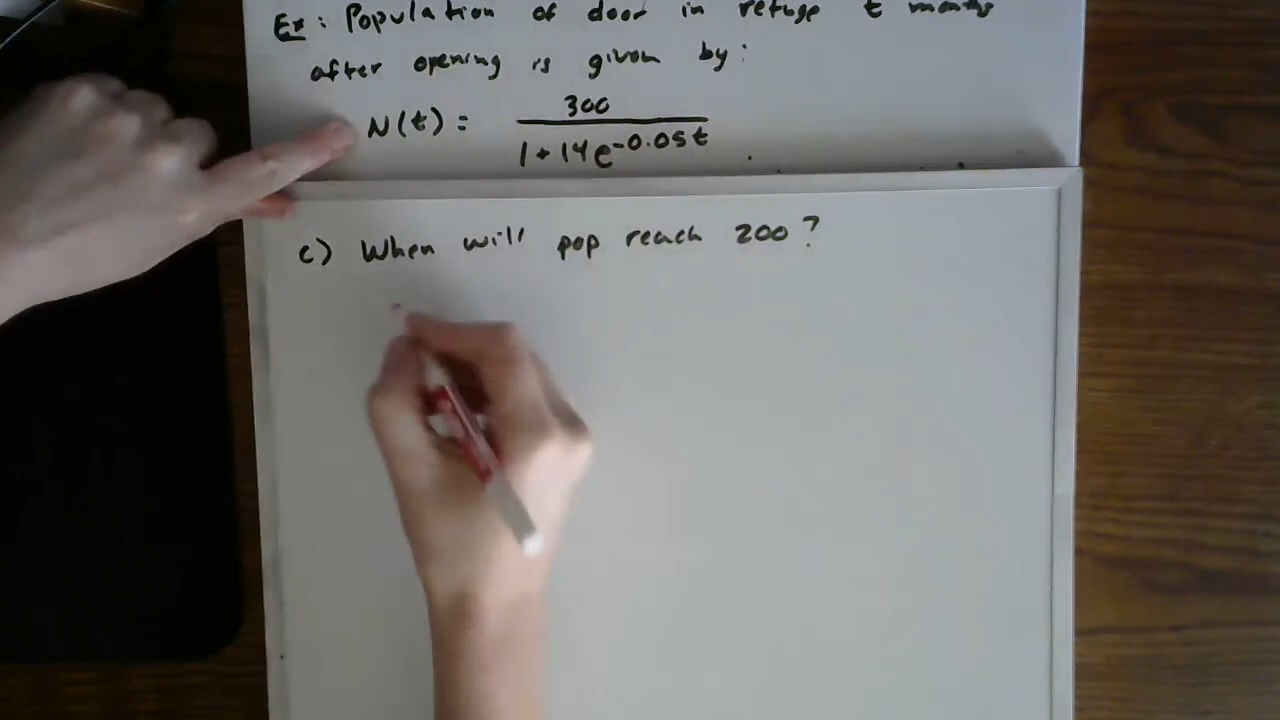 Ex: Population of door in refuge t months
after opening is given by:
N(t) = 300 / 1 + 14e^-0.05t
c) When will pop reach 200?